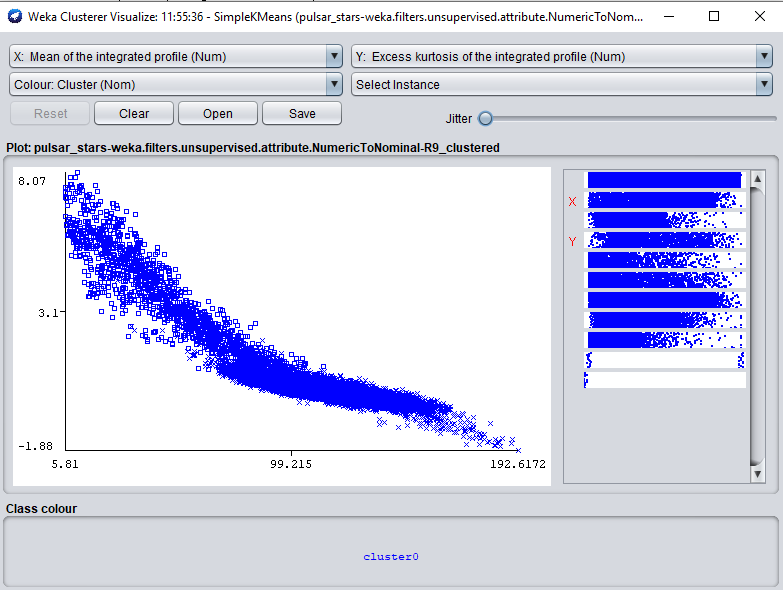 Weka Clusterer Visualize: 11:55:36 - SimpleKMeans (pulsar_stars-weka.filters.unsupervised.attribute.NumericToNom...
X: Mean of the integrated profile (Num) Y: Excess kurtosis of the integrated profile (Num)
Colour: Cluster (Nom) Select Instance
Reset Clear Open Save Jitter
Plot: pulsar_stars-weka.filters.unsupervised.attribute.NumericToNominal-R9_clustered
8.07
X
Y
3.1
-1.88
5.81 99.215 192.6172
Class colour
cluster0